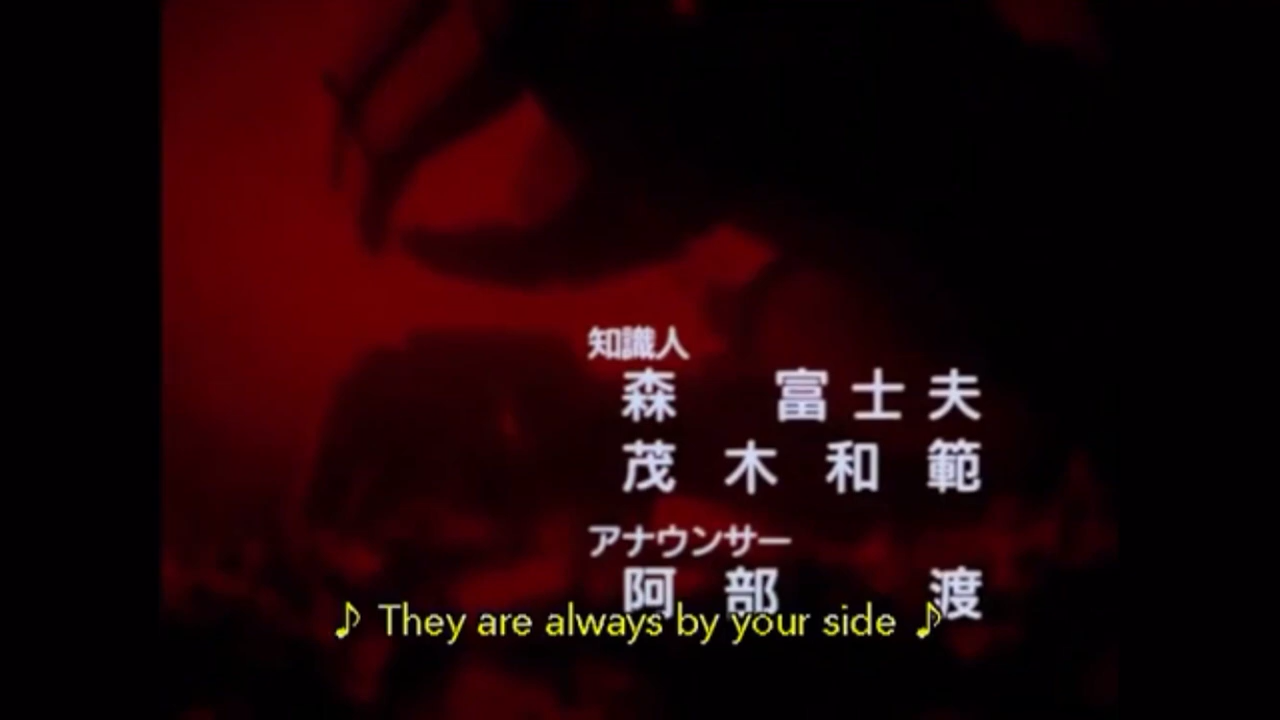 知識人
森 富士夫
茂木和範
アナウンサー
阿部 渡
♪ They are always by your side ♪